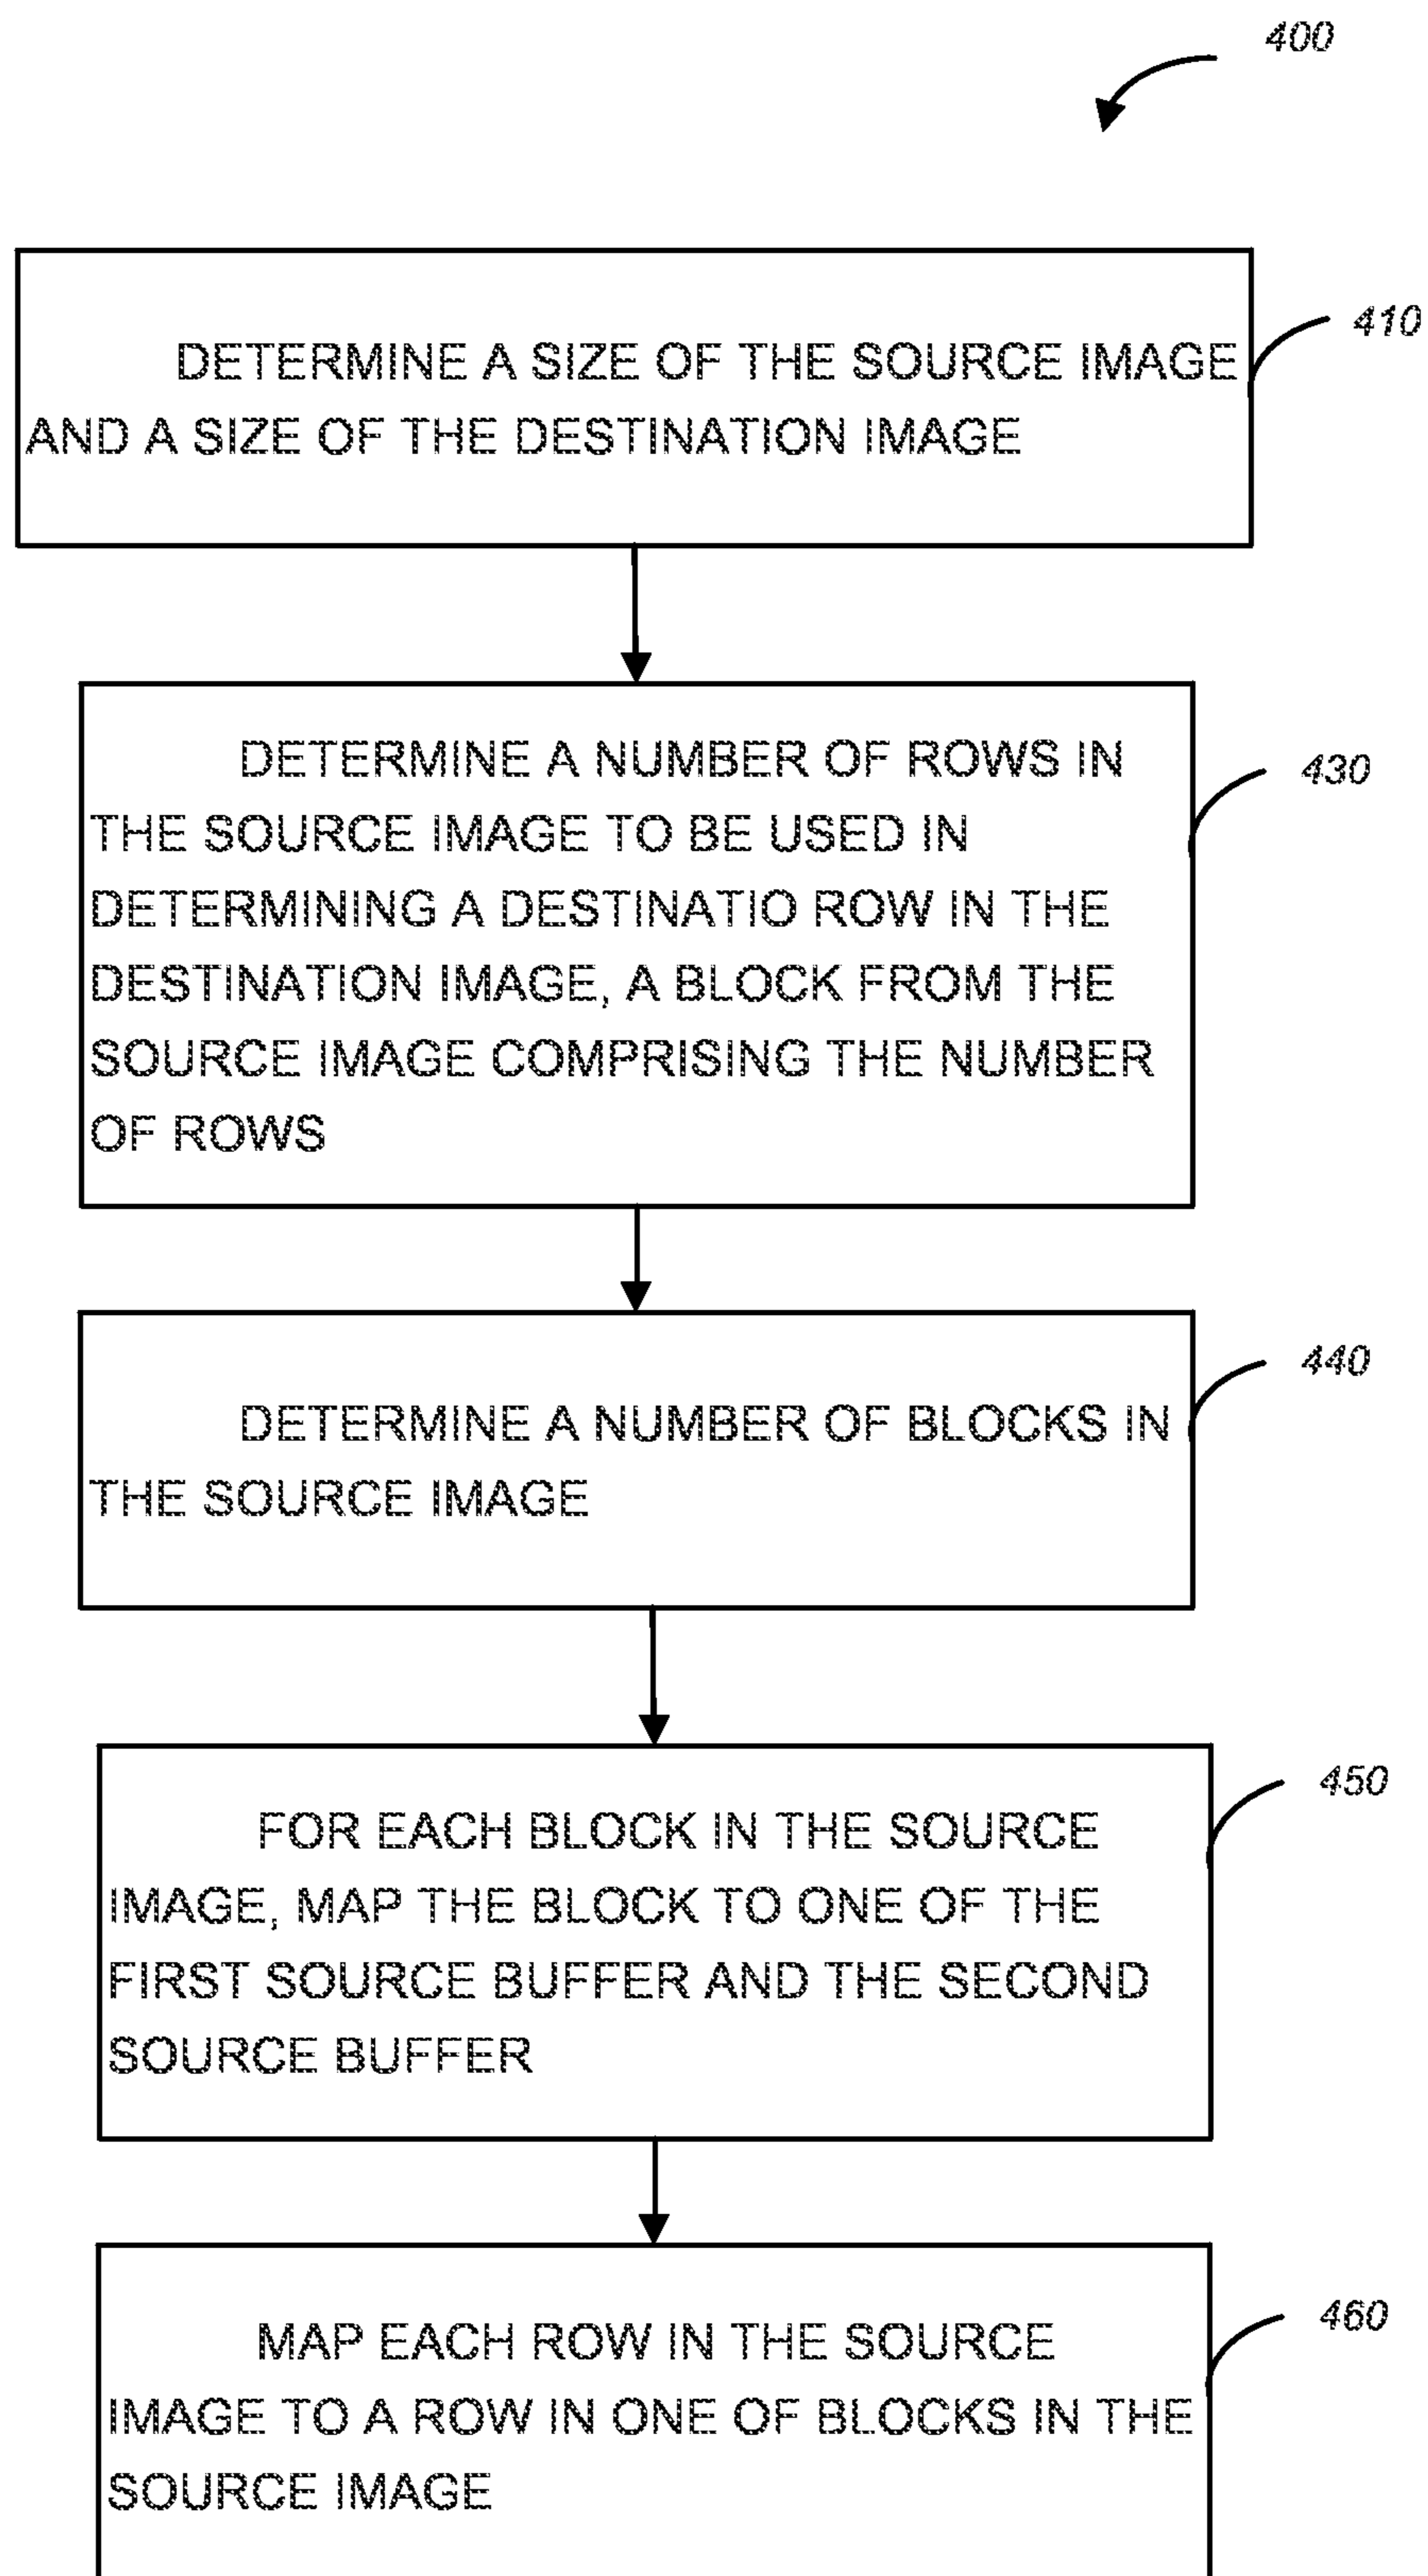 400
DETERMINE A SIZE OF THE SOURCE IMAGE
AND A SIZE OF THE DESTINATION IMAGE
410
DETERMINE A NUMBER OF ROWS IN
THE SOURCE IMAGE TO BE USED IN
DETERMINING A DESTINATIO ROW IN THE
DESTINATION IMAGE, A BLOCK FROM THE
SOURCE IMAGE COMPRISING THE NUMBER
OF ROWS
430
DETERMINE A NUMBER OF BLOCKS IN
THE SOURCE IMAGE
440
FOR EACH BLOCK IN THE SOURCE
IMAGE, MAP THE BLOCK TO ONE OF THE
FIRST SOURCE BUFFER AND THE SECOND
SOURCE BUFFER
450
MAP EACH ROW IN THE SOURCE
IMAGE TO A ROW IN ONE OF BLOCKS IN THE
SOURCE IMAGE
460